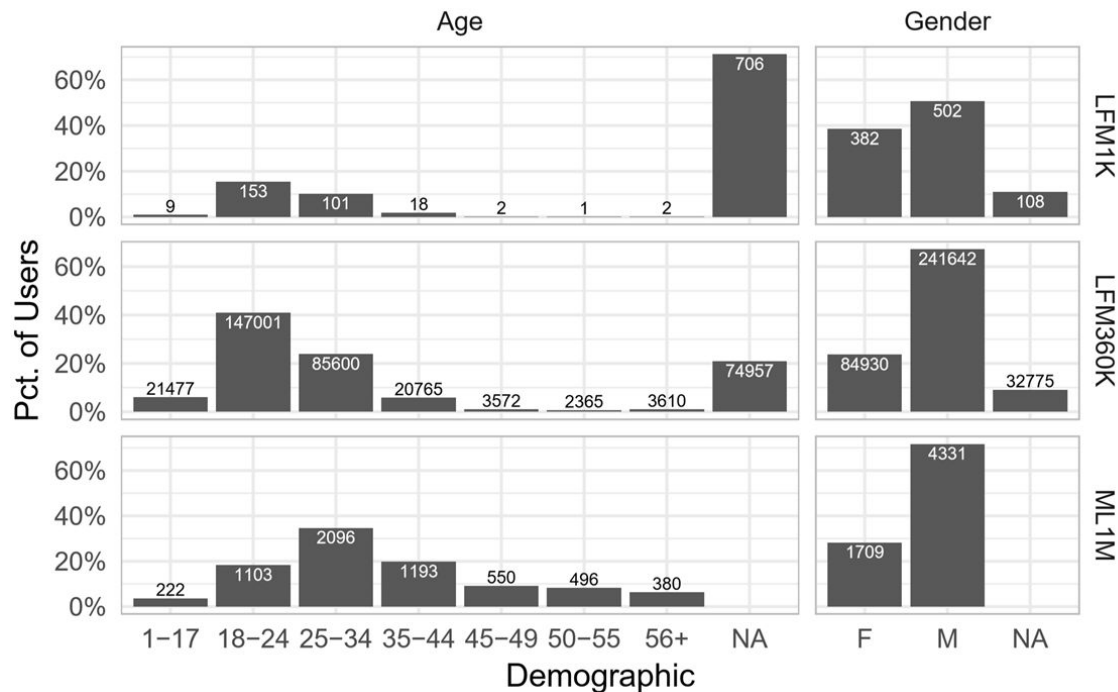 Age Gender
60%
40%
20%
0%
9 153 101 18 2 1 2 706
382 502 108
LFM1K
60%
40%
20%
0%
21477 147001 85600 20765 3572 2365 3610 74957
84930 241642 32775
LFM360K
60%
40%
20%
0%
222 1103 2096 1193 550 496 380
1709 4331
ML1M
Pct. of Users
1−17 18−24 25−34 35−44 45−49 50−55 56+ NA
F M NA
Demographic